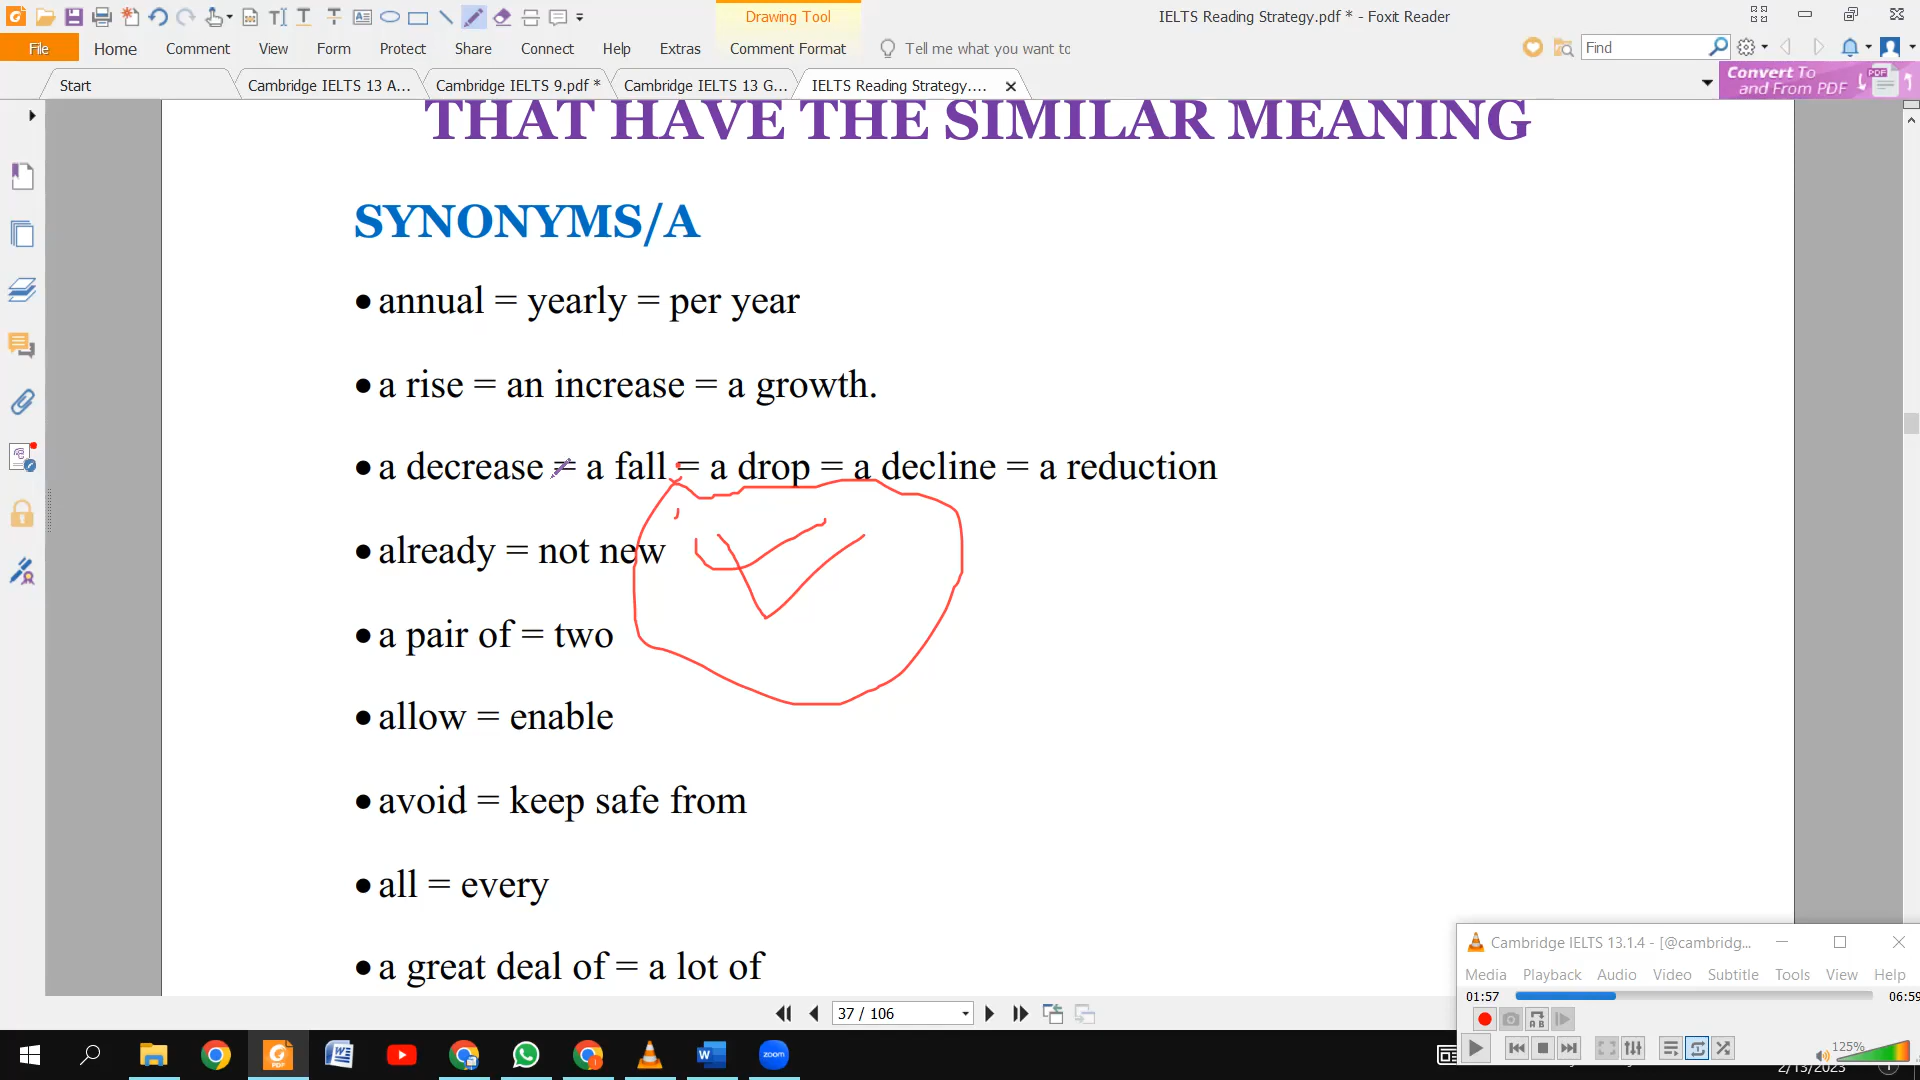 Drawing Tool
IELTS Reading Strategy.pdf * - Foxit Reader
File Home Comment View Form Protect Share Connect Help Extras Comment Format Tell me what you want to Find
Start Cambridge IELTS 13 A... Cambridge IELTS 9.pdf * Cambridge IELTS 13 G... IELTS Reading Strategy....
Convert To
and From PDF
PDF
THAT HAVE THE SIMILAR MEANING
SYNONYMS/A
• annual = yearly = per year
• a rise = an increase = a growth.
• a decrease = a fall = a drop = a decline = a reduction
• already = not new
• a pair of = two
• allow = enable
• avoid = keep safe from
• all = every
• a great deal of = a lot of
37 / 106
Cambridge IELTS 13.1.4 - [@cambridg...
Media Playback Audio Video Subtitle Tools View Help
01:57 06:59
125%
zoom
2/13/2023